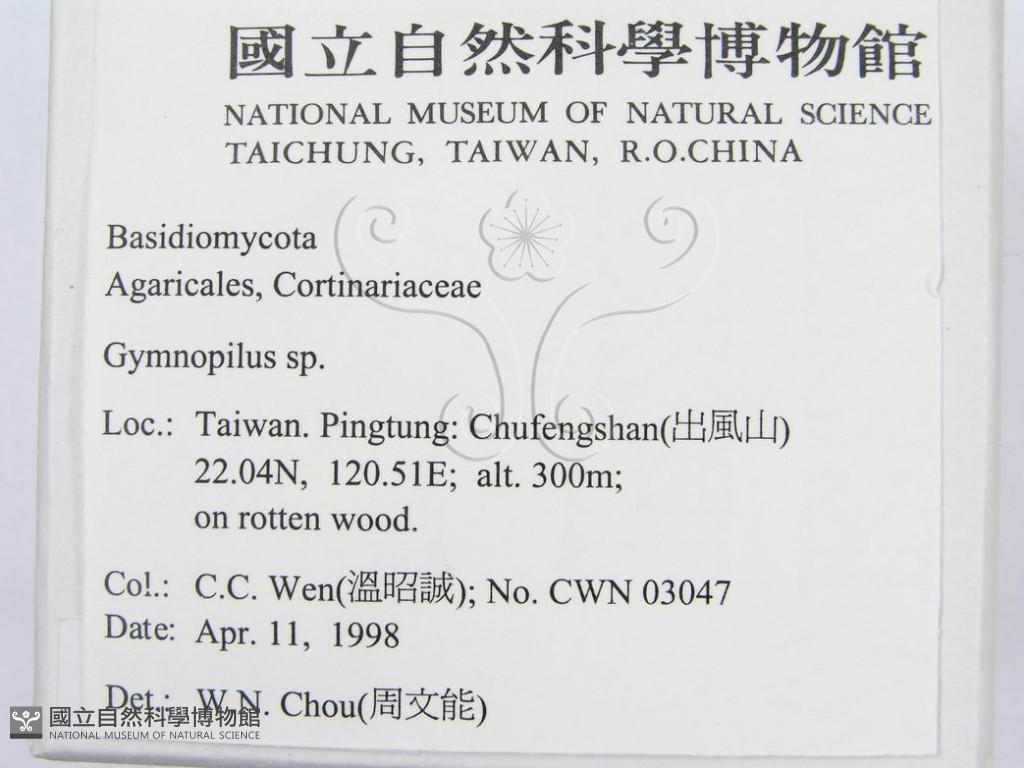 國立自然科學博物館
NATIONAL MUSEUM OF NATURAL SCIENCE
TAICHUNG, TAIWAN, R.O.CHINA
Basidiomycota
Agaricales, Cortinariaceae
Gymnopilus sp.
Loc.: Taiwan. Pingtung: Chufengshan(出風山)
22.04N, 120.51E; alt. 300m;
on rotten wood.
Col.: C.C. Wen(溫昭誠); No. CWN 03047
Date: Apr. 11, 1998
Det.: W.N. Chou(周文能)
國立自然科學博物館
NATIONAL MUSEUM OF NATURAL SCIENCE